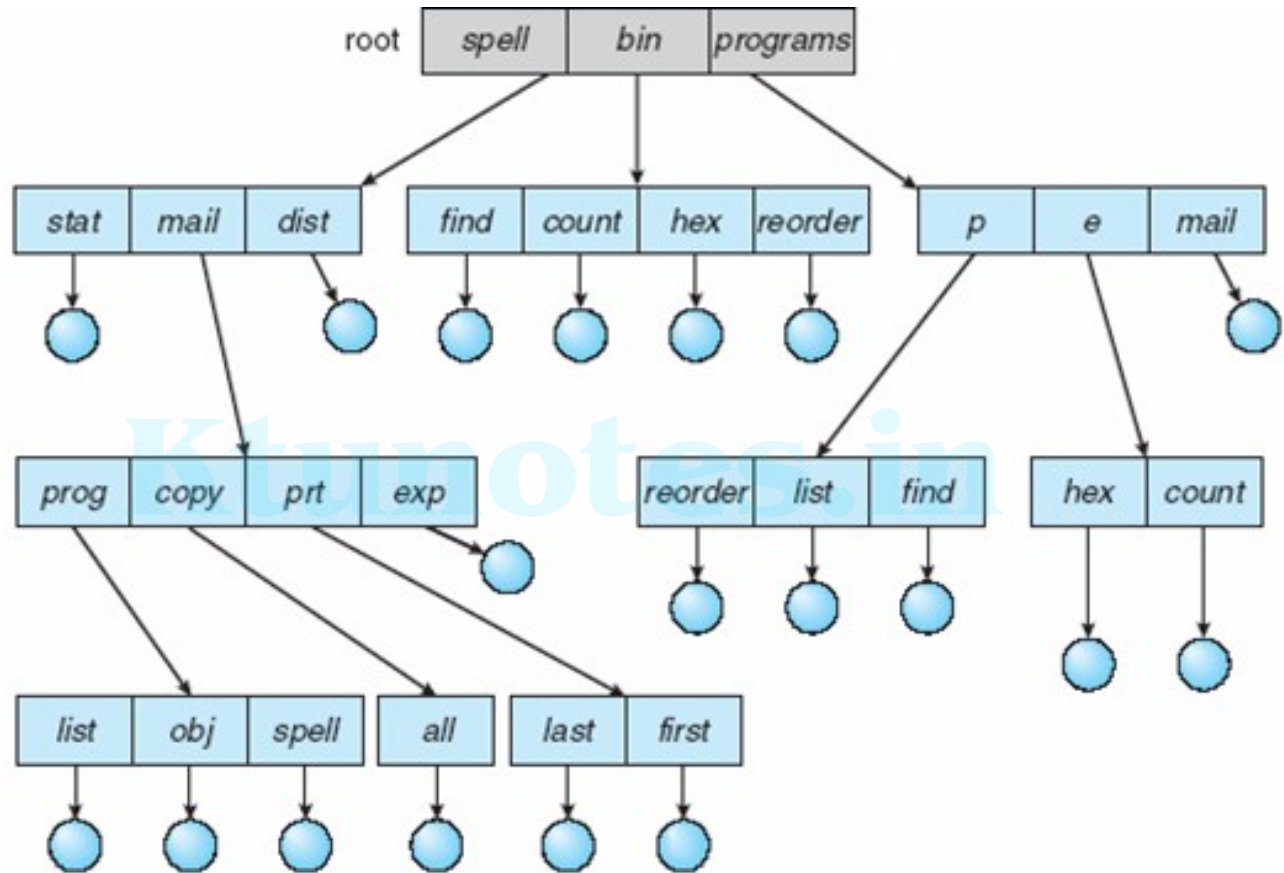 root spell bin programs
stat mail dist find count hex reorder p e mail
Ktunotes.in
prog copy prt exp reorder list find hex count
list obj spell all last first